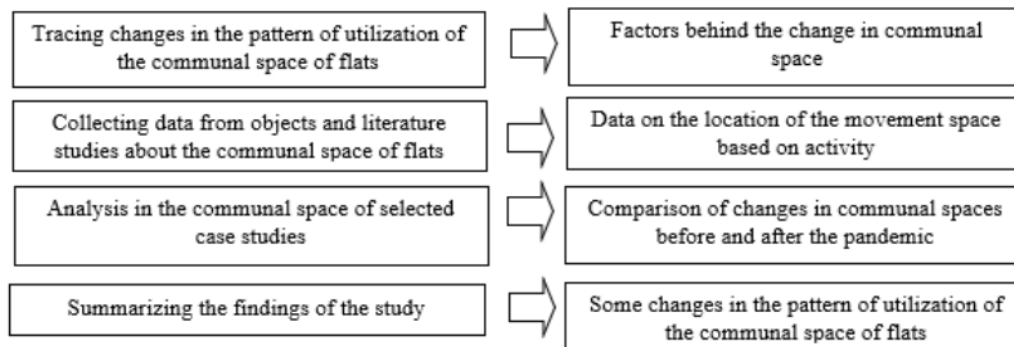 Tracing changes in the pattern of utilization of
the communal space of flats
Factors behind the change in communal
space
Collecting data from objects and literature
studies about the communal space of flats
Data on the location of the movement space
based on activity
Analysis in the communal space of selected
case studies
Comparison of changes in communal spaces
before and after the pandemic
Summarizing the findings of the study
Some changes in the pattern of utilization of
the communal space of flats